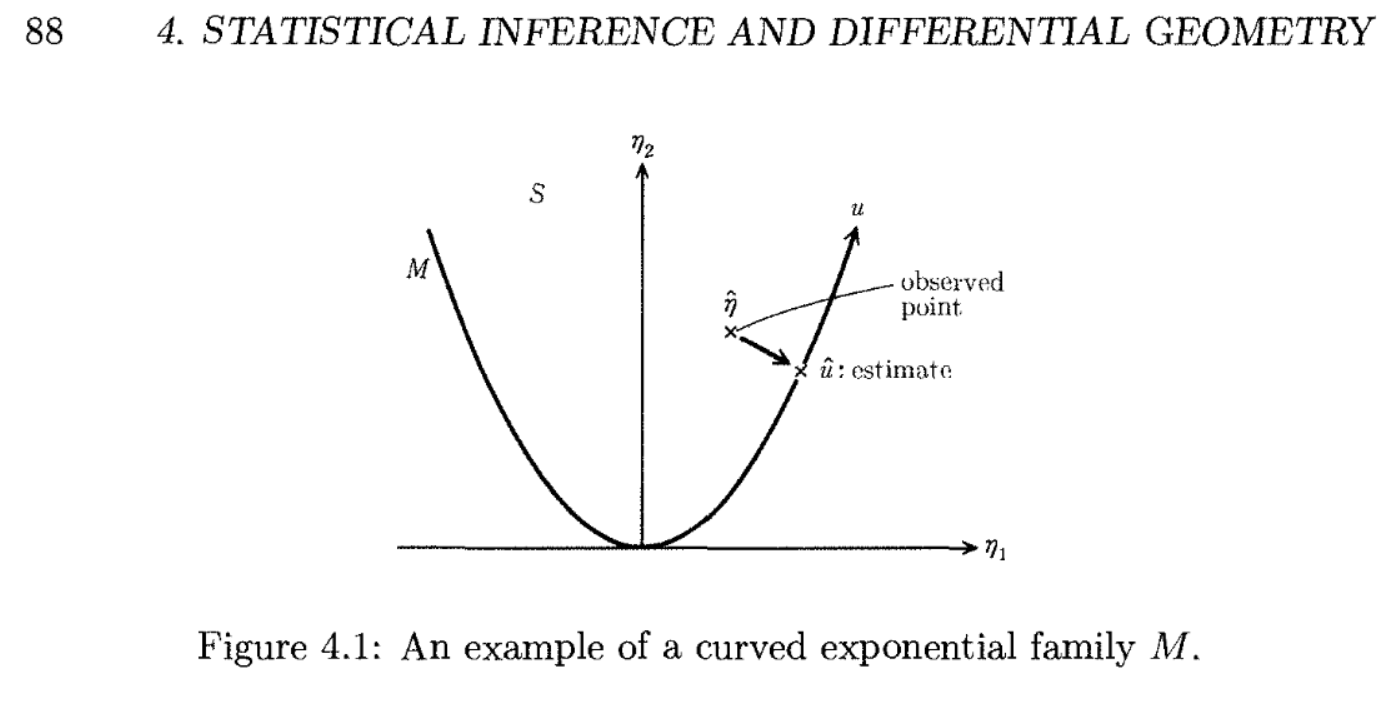 88 4. STATISTICAL INFERENCE AND DIFFERENTIAL GEOMETRY
η₂
S
u
M
observed
point
η̂
û: estimate
η₁
Figure 4.1: An example of a curved exponential family M.